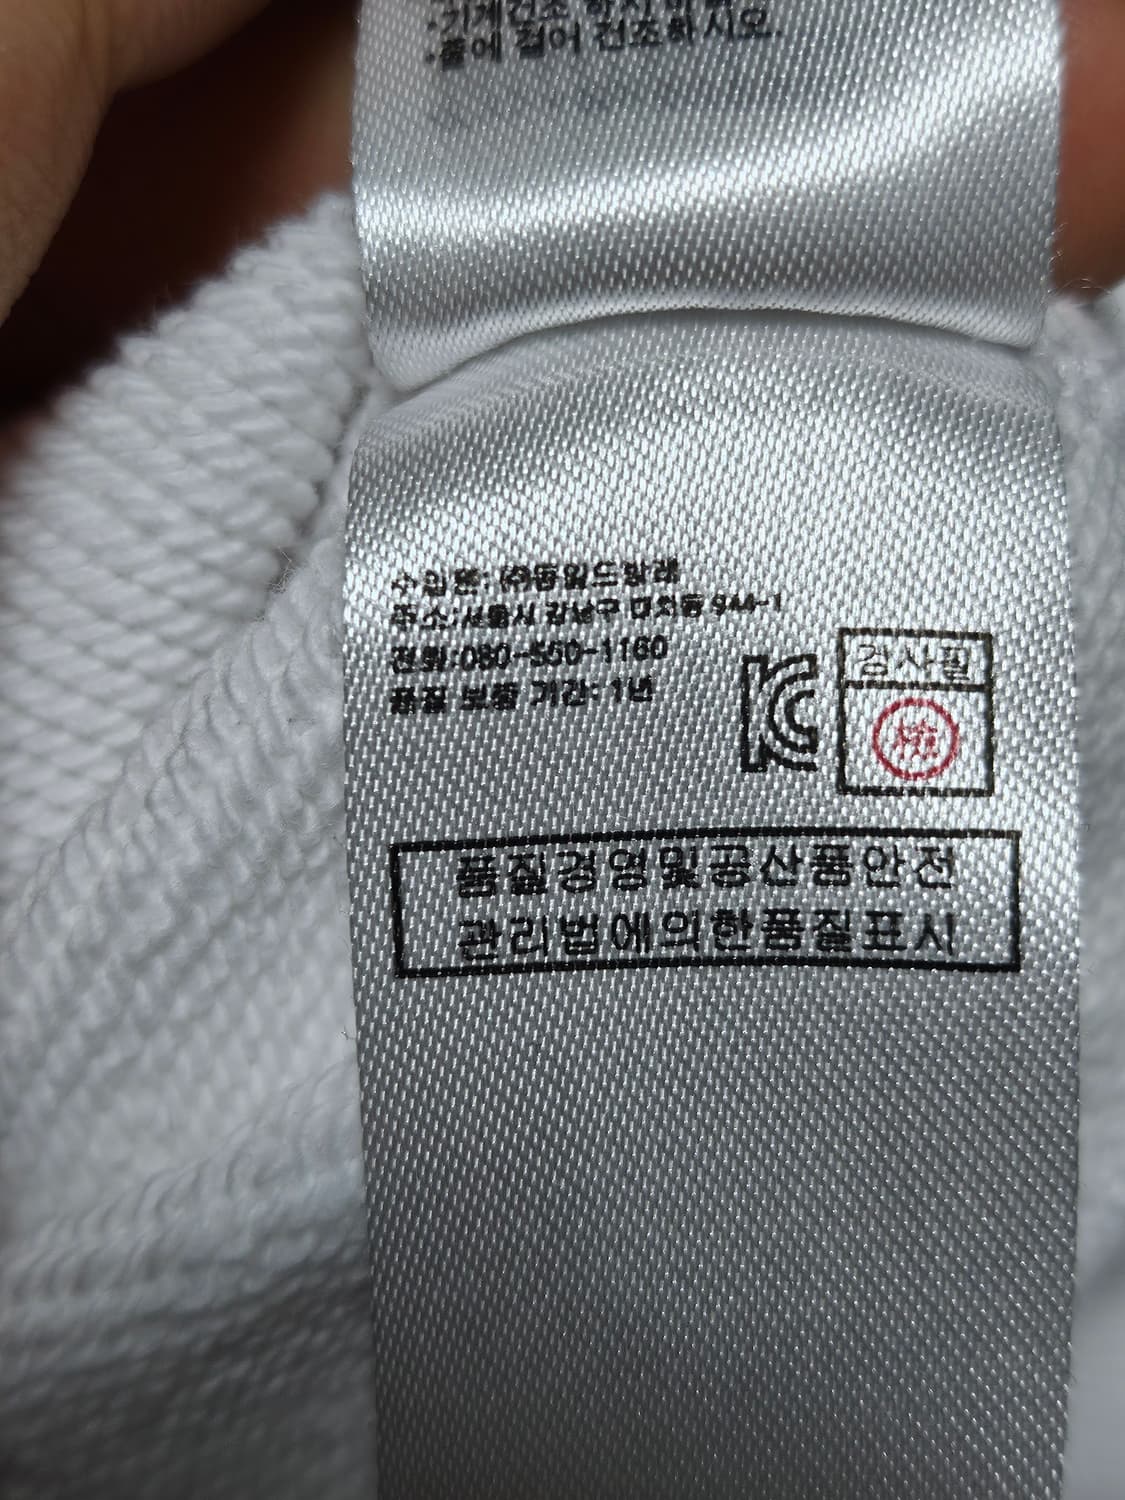 ·기계건조 하지 마
·줄에 걸어 건조하시오.
수입원: (주)동일드방레
주소:서울시 강남구 대치동 944-1
전화:080-550-1160
품질 보증 기간: 1년
검사필
檢
품질경영및공산품안전
관리법에의한품질표시